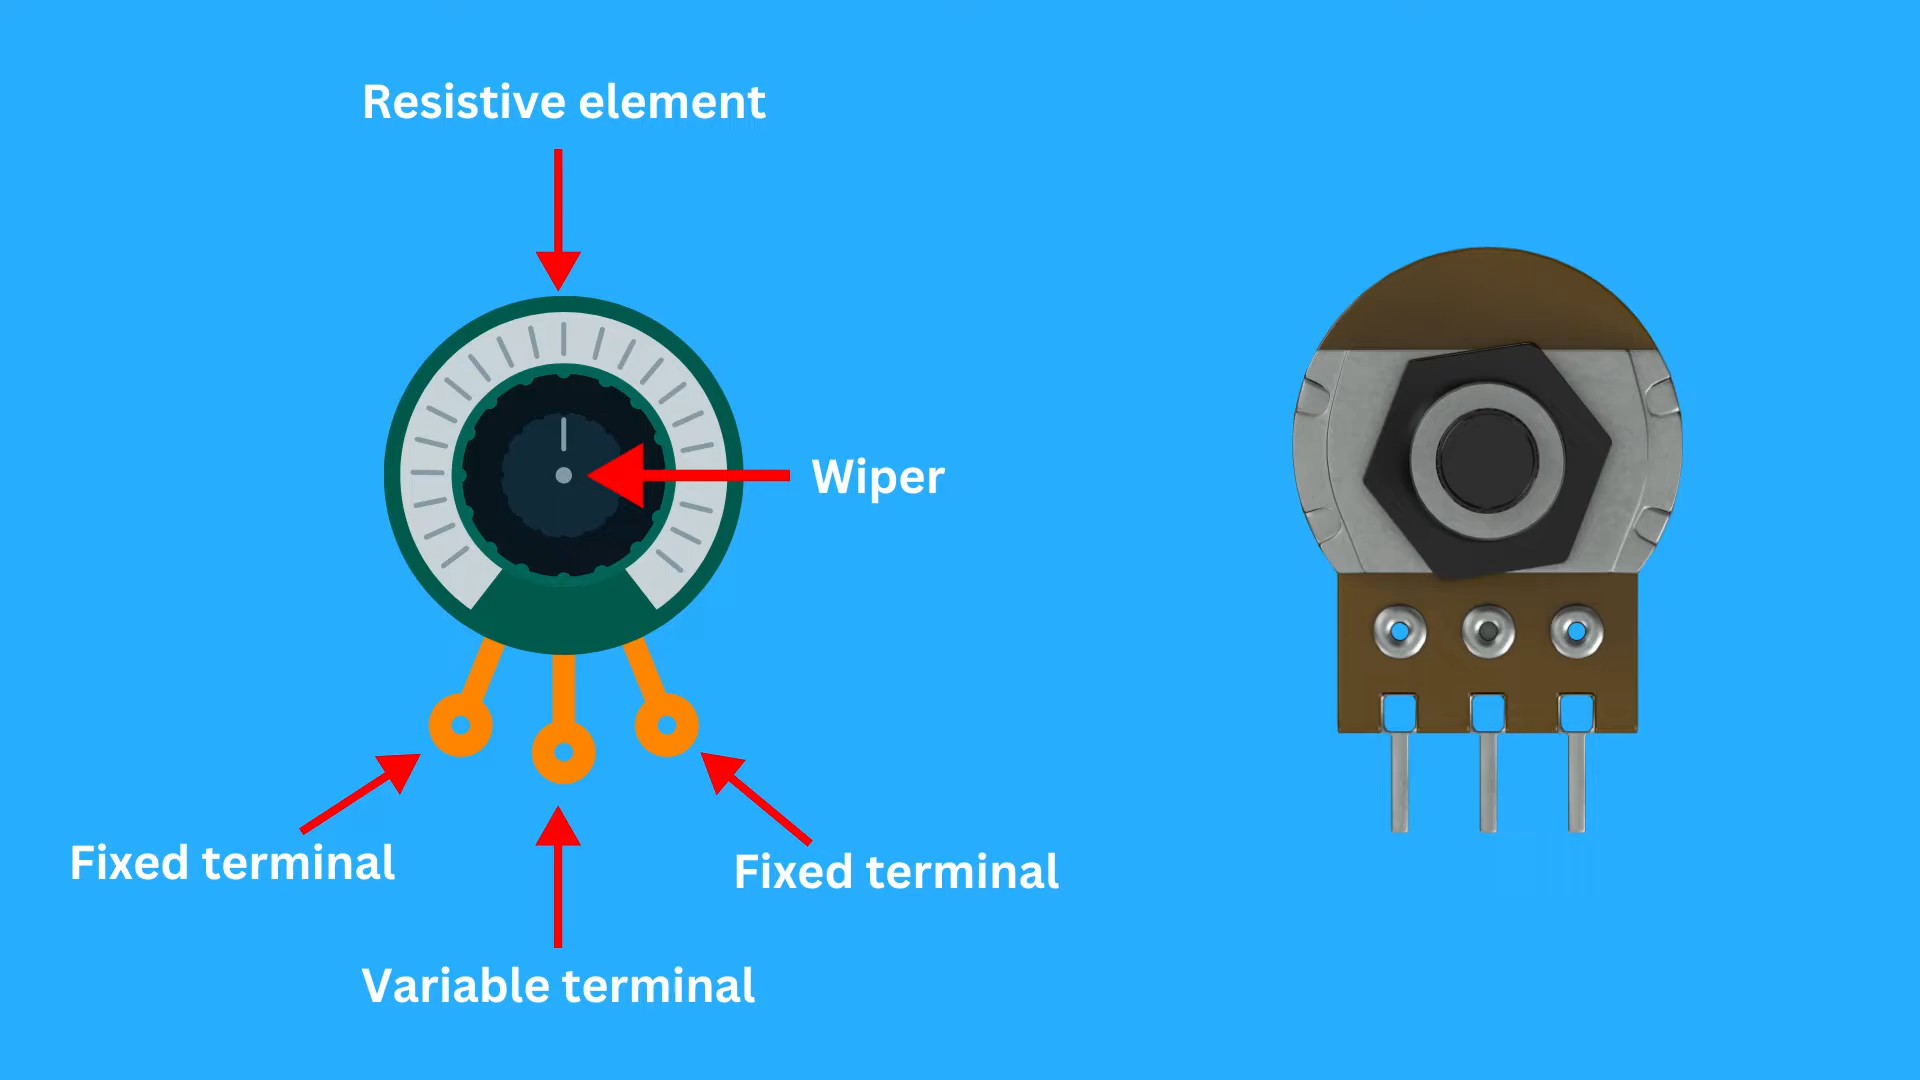 Resistive element
Wiper
Fixed terminal
Fixed terminal
Variable terminal